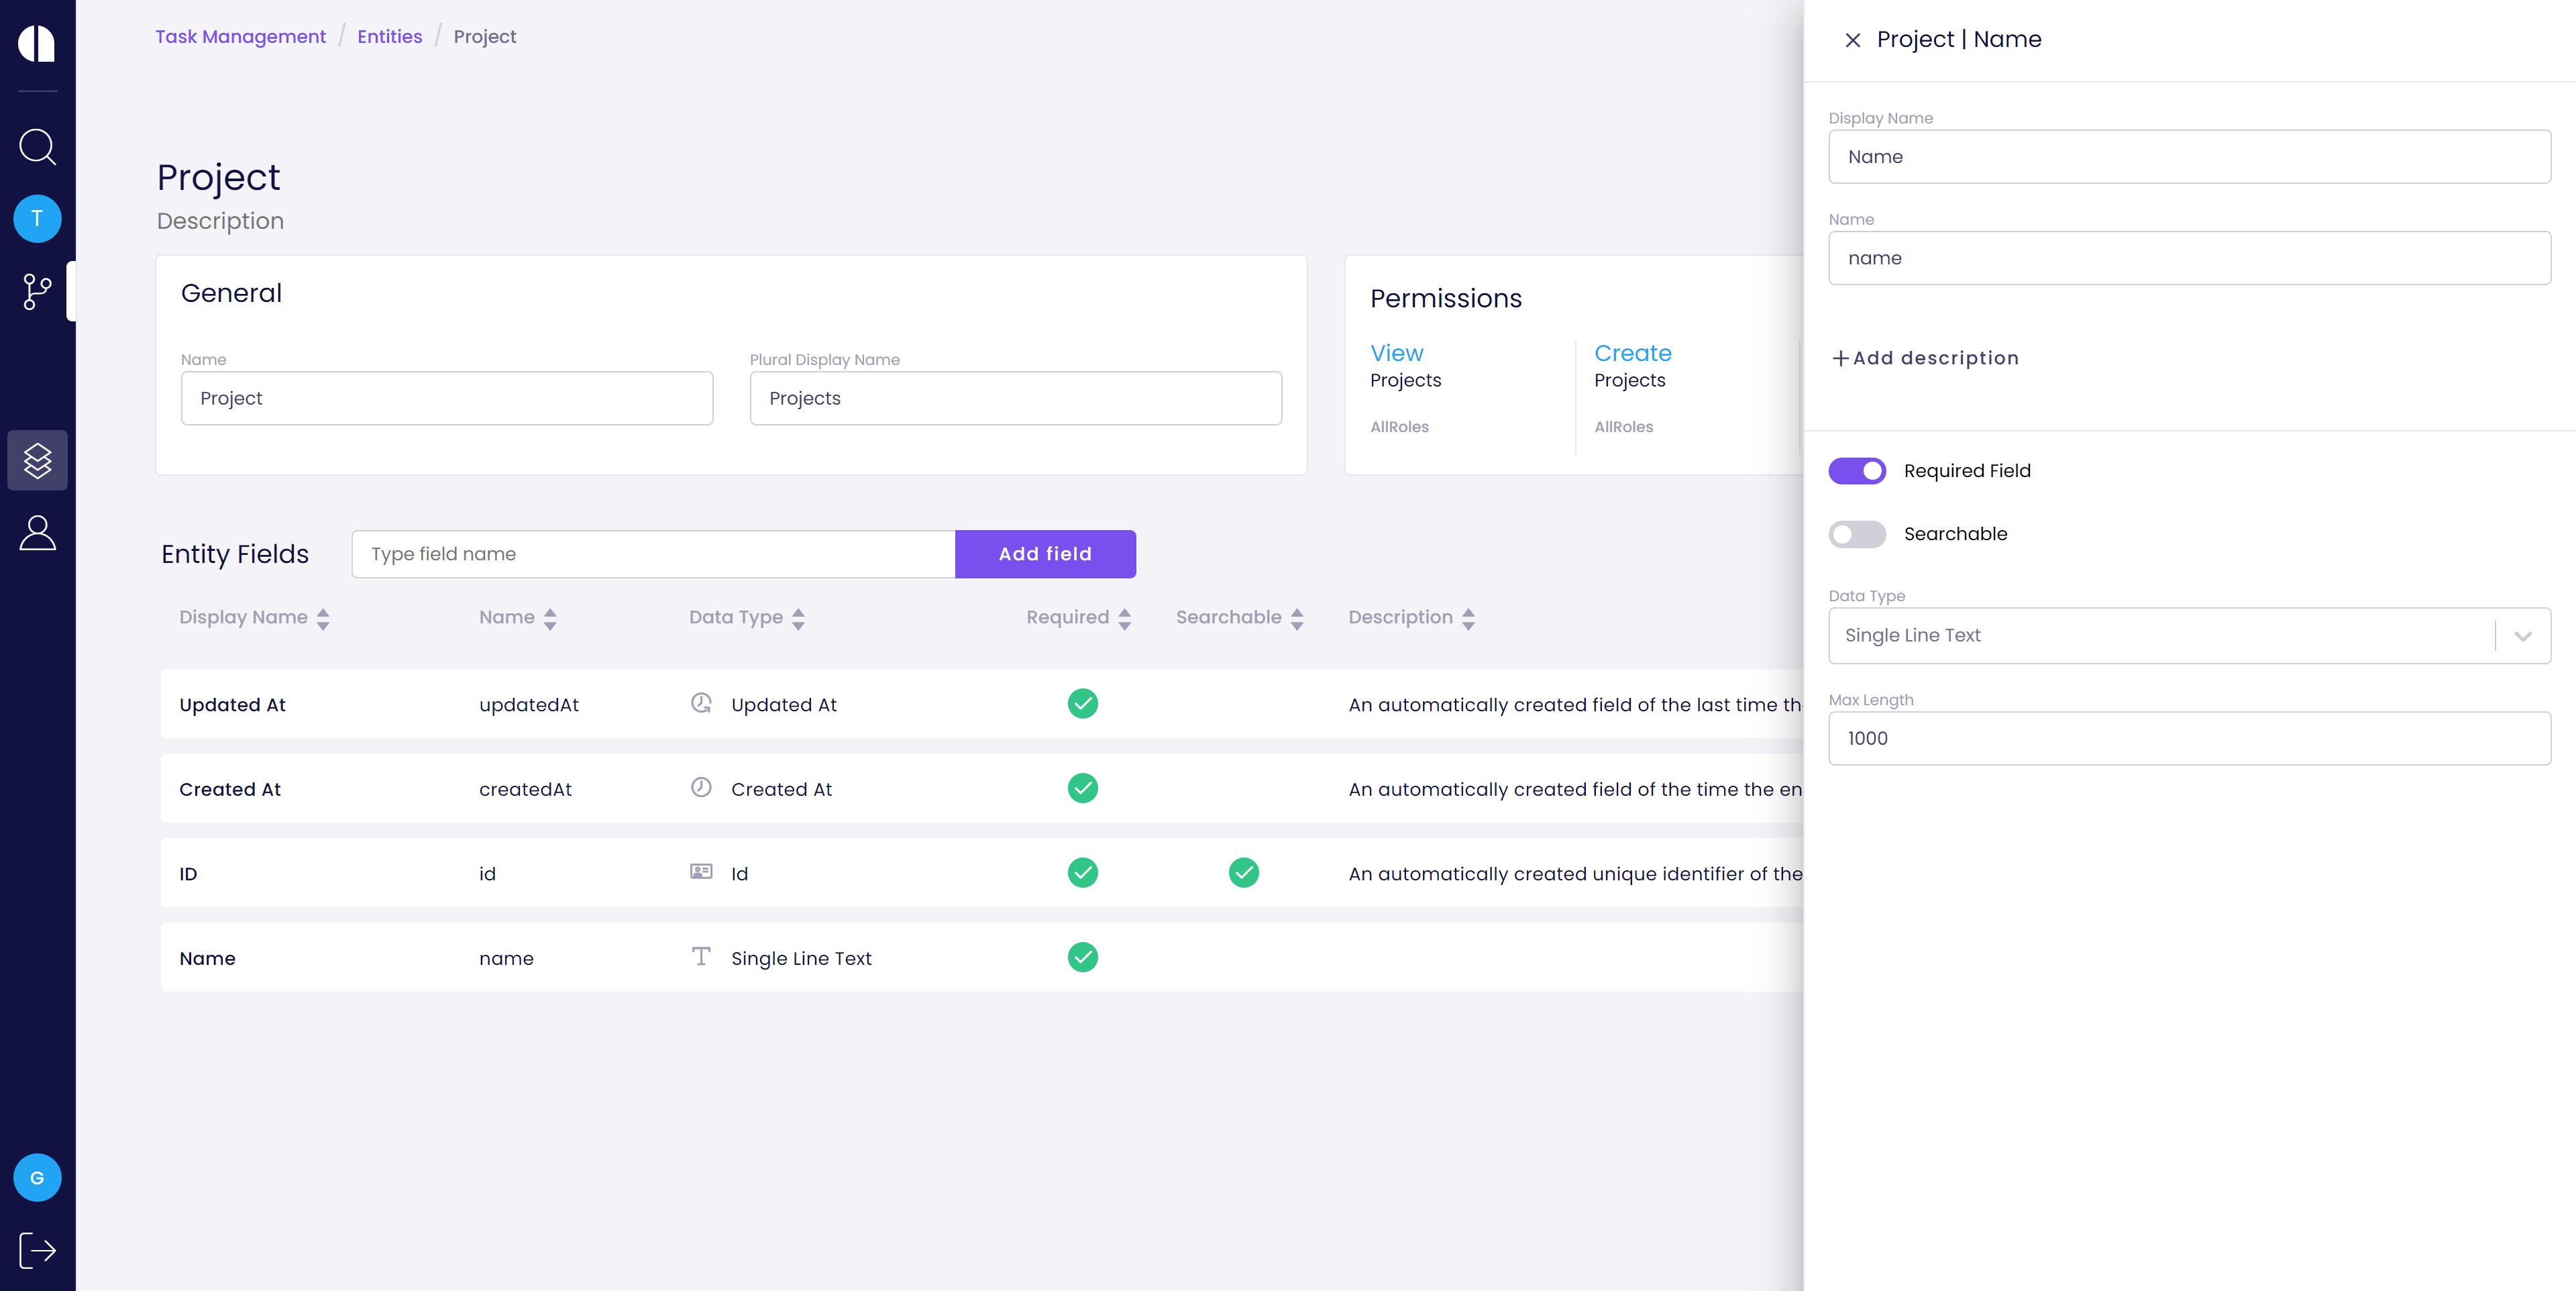 Task Management / Entities / Project
T
G
Project
Description
General
Name
Project
Plural Display Name
Projects
Permissions
View
Projects
AllRoles
Create
Projects
AllRoles
Entity Fields
Type field name
Add field
Display Name Name Data Type Required Searchable Description
Updated At updatedAt Updated At An automatically created field of the last time th
Created At createdAt Created At An automatically created field of the time the en
ID id Id An automatically created unique identifier of the
Name name Single Line Text
Project | Name
Display Name
Name
Name
name
+Add description
Required Field
Searchable
Data Type
Single Line Text
Max Length
1000